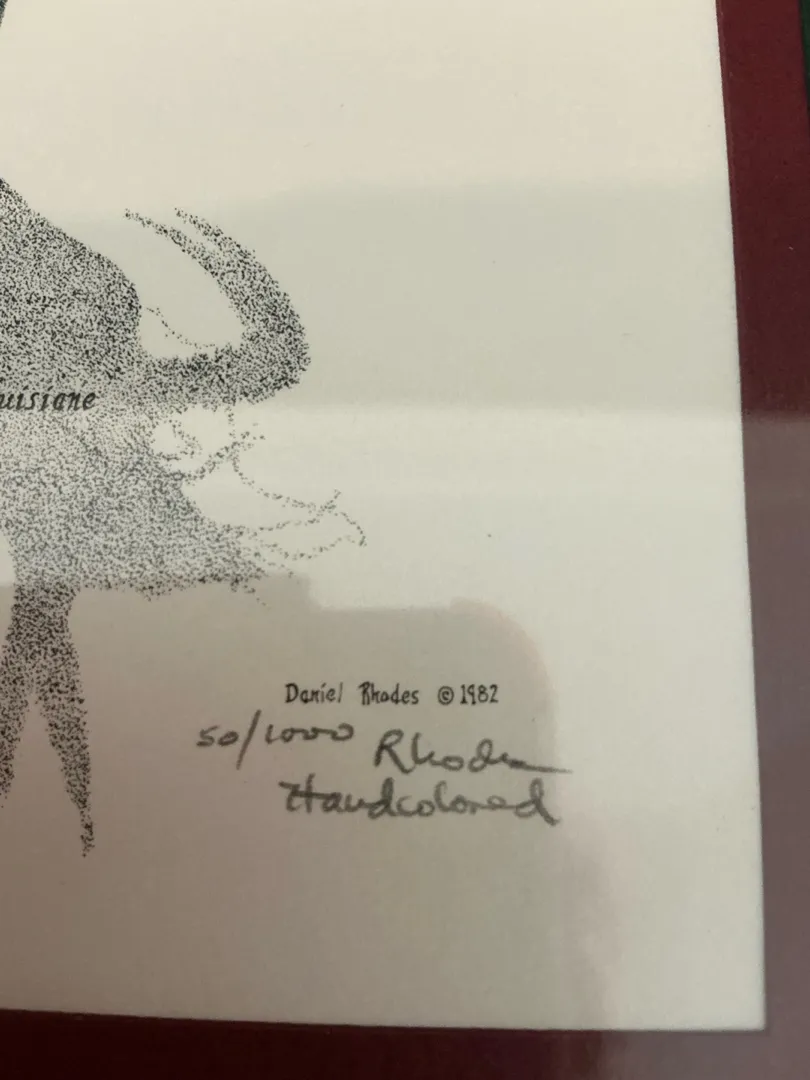 uisiane
Daniel Rhodes © 1982
50/1000 Rhodes
Handcolored